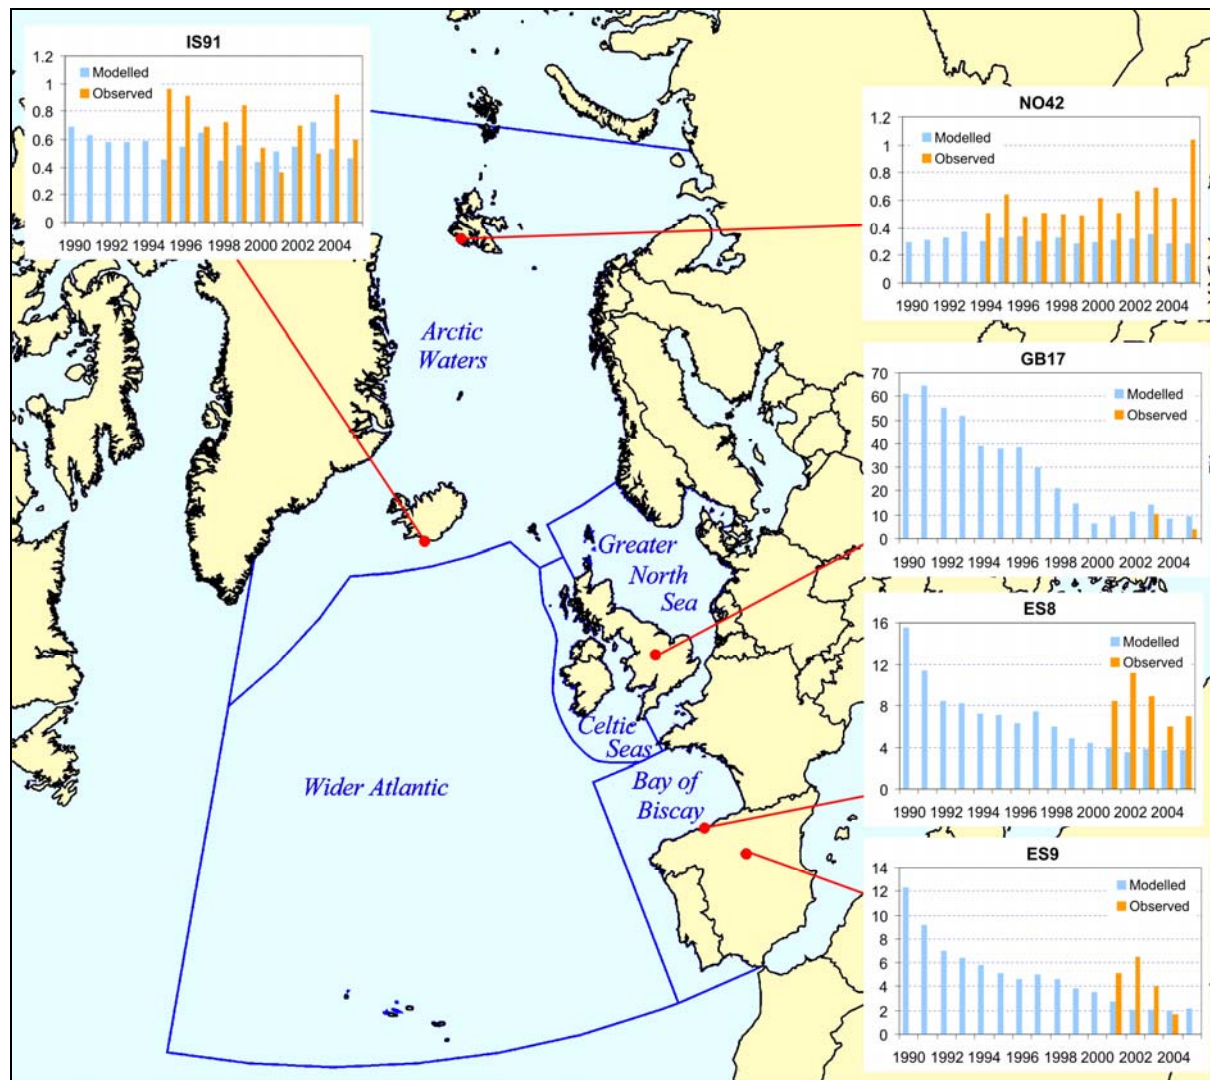 IS91
1.2
Modelled
1
Observed
0.8
0.6
0.4
0.2
0
1990 1992 1994 1996 1998 2000 2002 2004
NO42
1.2
Modelled
1
Observed
0.8
0.6
0.4
0.2
0
1990 1992 1994 1996 1998 2000 2002 2004
Arctic
Waters
GB17
70
Modelled
60
Observed
50
40
30
20
10
0
1990 1992 1994 1996 1998 2000 2002 2004
Greater
North
Sea
ES8
16
Modelled
12
Observed
8
4
0
1990 1992 1994 1996 1998 2000 2002 2004
Celtic
Seas
Wider Atlantic
Bay of
Biscay
ES9
14
Modelled
12
Observed
10
8
6
4
2
0
1990 1992 1994 1996 1998 2000 2002 2004